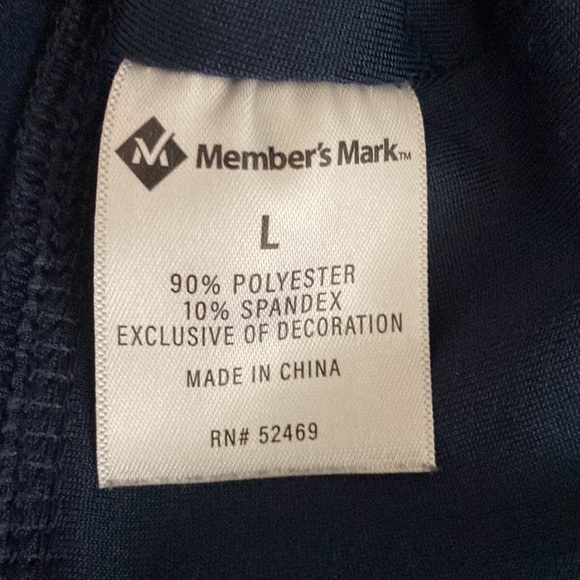 Member's Mark™
L
90% POLYESTER
10% SPANDEX
EXCLUSIVE OF DECORATION
MADE IN CHINA
RN# 52469